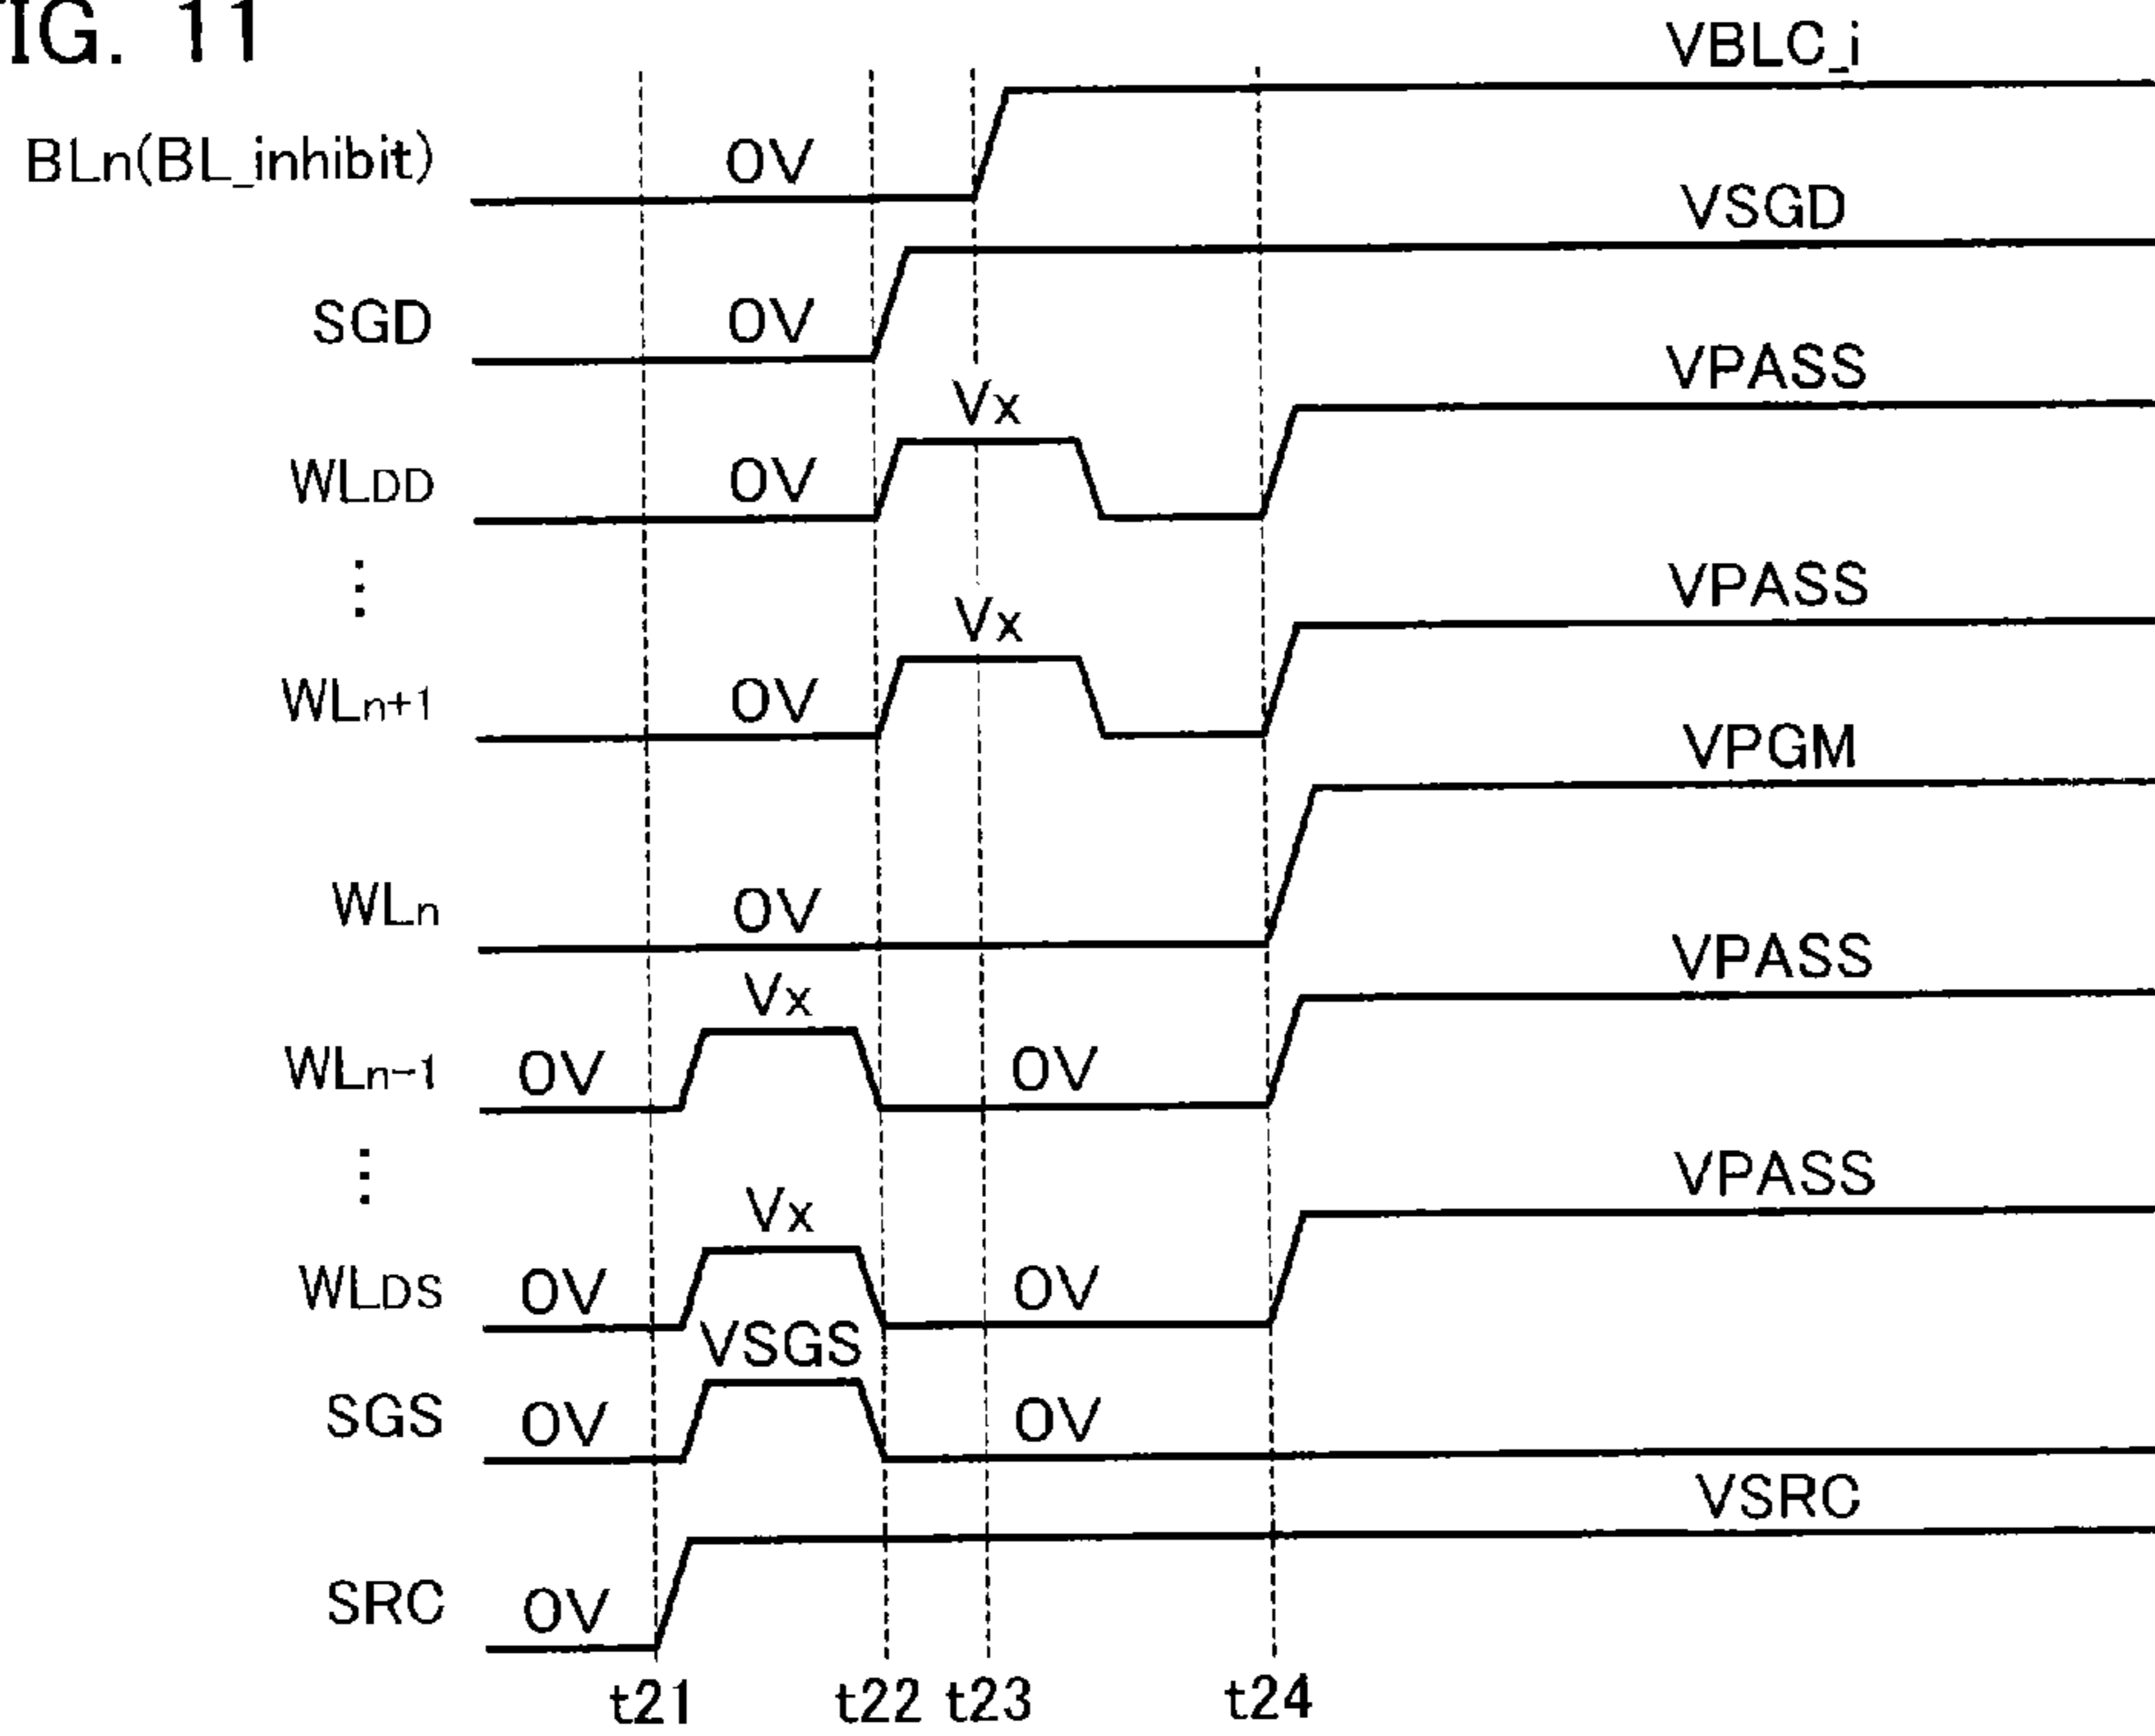 FIG. 11
VBLC_i
BLn(BL_inhibit) 0V
VSGD
SGD 0V
VPASS
Vx
WLDD 0V
⋮
VPASS
Vx
WLn+1 0V
VPGM
WLn 0V
VPASS
Vx
WLn-1 0V 0V
⋮
VPASS
Vx
WLDS 0V 0V
VSGS
SGS 0V 0V
VSRC
SRC 0V
t21 t22 t23 t24